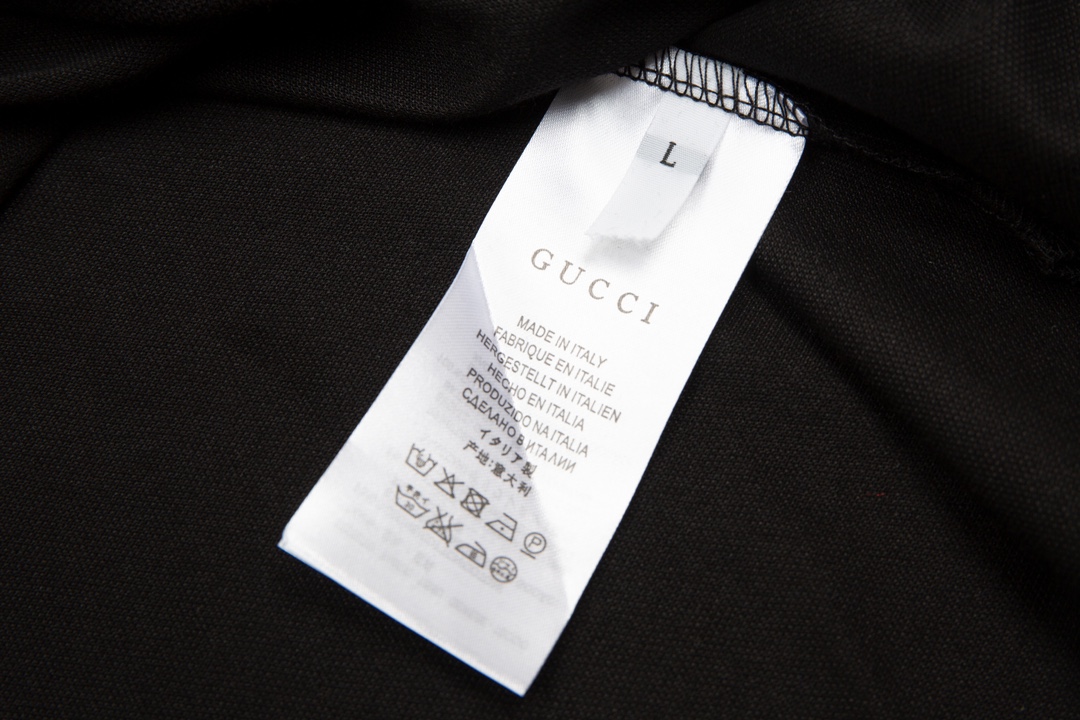 L
GUCCI
MADE IN ITALY
FABRIQUE EN ITALIE
HERGESTELLT IN ITALIEN
HECHO EN ITALIA
PRODUZIDO NA ITALIA
СДЕЛАНО В ИТАЛИИ
イタリア製
产地:意大利
P